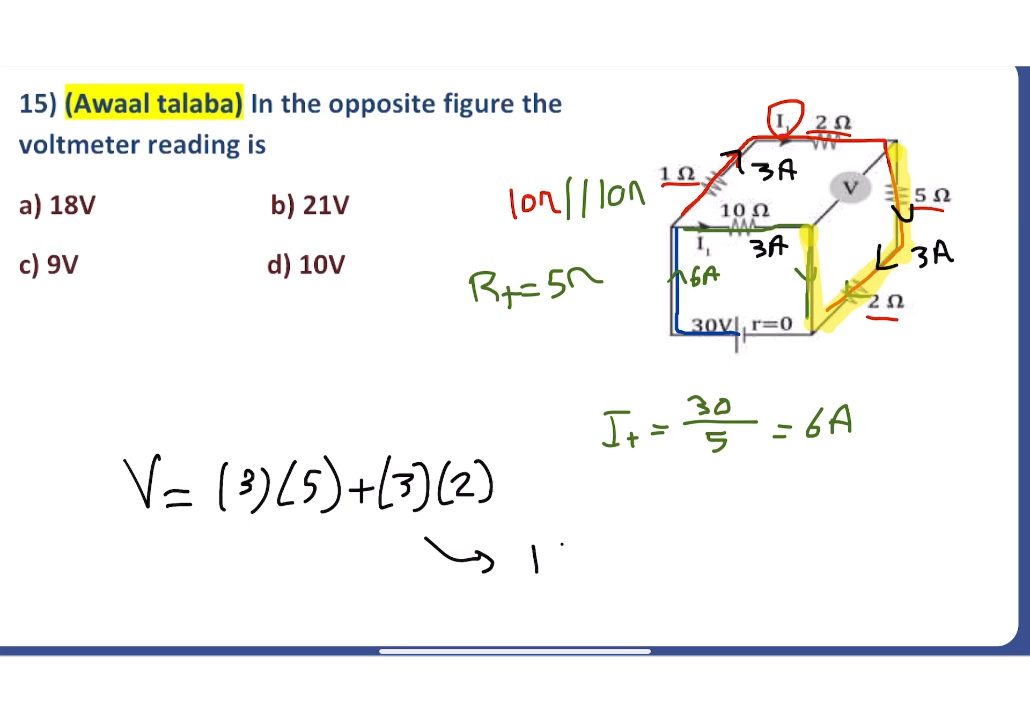 15) (Awaal talaba) In the opposite figure the
voltmeter reading is
a) 18V
b) 21V
c) 9V
d) 10V
I₁ 2 Ω
3A
1 Ω
V
5 Ω
10 Ω
I₁
3A
3A
6A
2 Ω
30V r=0
10Ω // 10Ω
Rt = 5Ω
It = 30/5 = 6A
V = (3)(5)+(3)(2)
→ 1